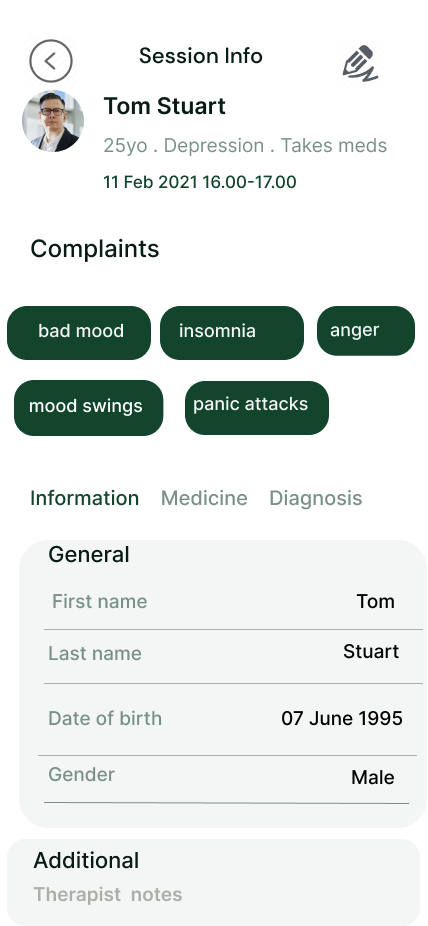 Session Info
Tom Stuart
25yo . Depression . Takes meds
11 Feb 2021 16.00-17.00
Complaints
bad mood insomnia anger
mood swings panic attacks
Information Medicine Diagnosis
General
First name Tom
Last name Stuart
Date of birth 07 June 1995
Gender Male
Additional
Therapist notes